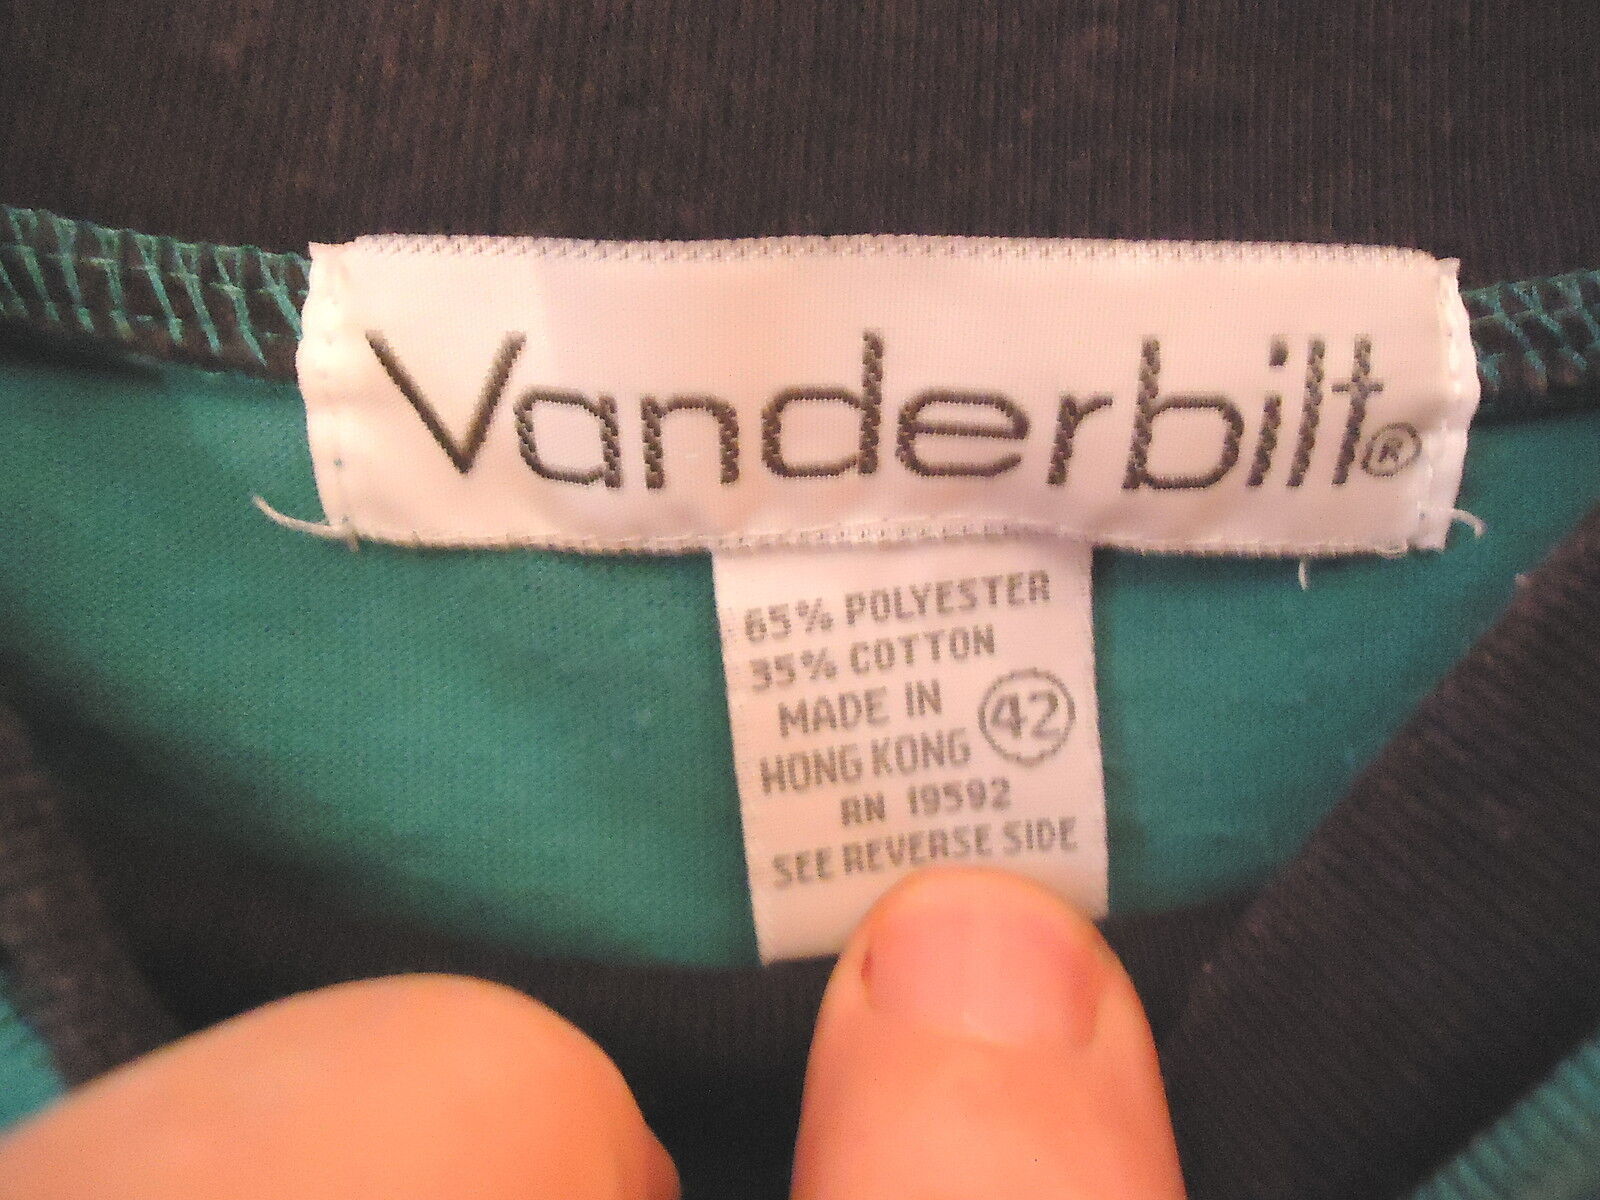 Vanderbilt®
65% POLYESTER
35% COTTON
MADE IN
HONG KONG
42
RN 19592
SEE REVERSE SIDE